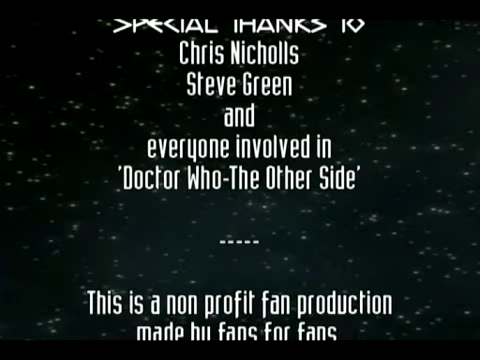 SPECIAL THANKS TO
Chris Nicholls
Steve Green
and
everyone involved in
'Doctor Who-The Other Side'
-----
This is a non profit fan production
made by fans for fans